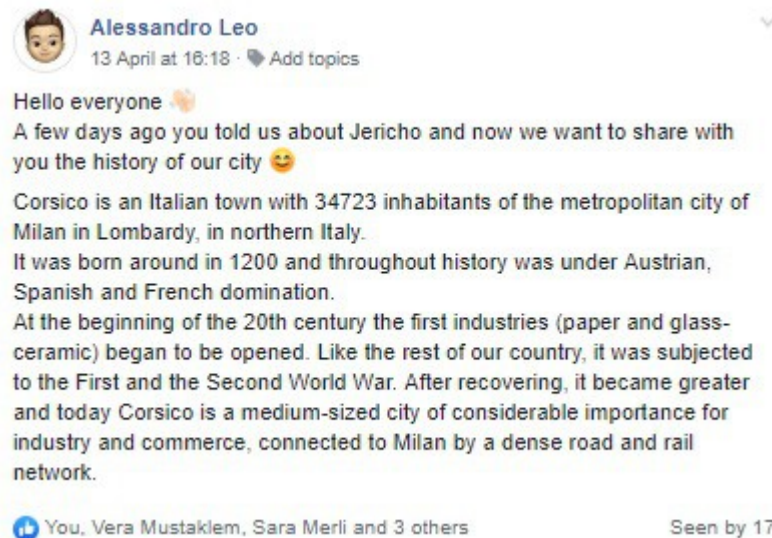 Alessandro Leo
13 April at 16:18 · Add topics
Hello everyone 👋🏻
A few days ago you told us about Jericho and now we want to share with
you the history of our city 😊
Corsico is an Italian town with 34723 inhabitants of the metropolitan city of
Milan in Lombardy, in northern Italy.
It was born around in 1200 and throughout history was under Austrian,
Spanish and French domination.
At the beginning of the 20th century the first industries (paper and glass-
ceramic) began to be opened. Like the rest of our country, it was subjected
to the First and the Second World War. After recovering, it became greater
and today Corsico is a medium-sized city of considerable importance for
industry and commerce, connected to Milan by a dense road and rail
network.
You, Vera Mustaklem, Sara Merli and 3 others Seen by 17